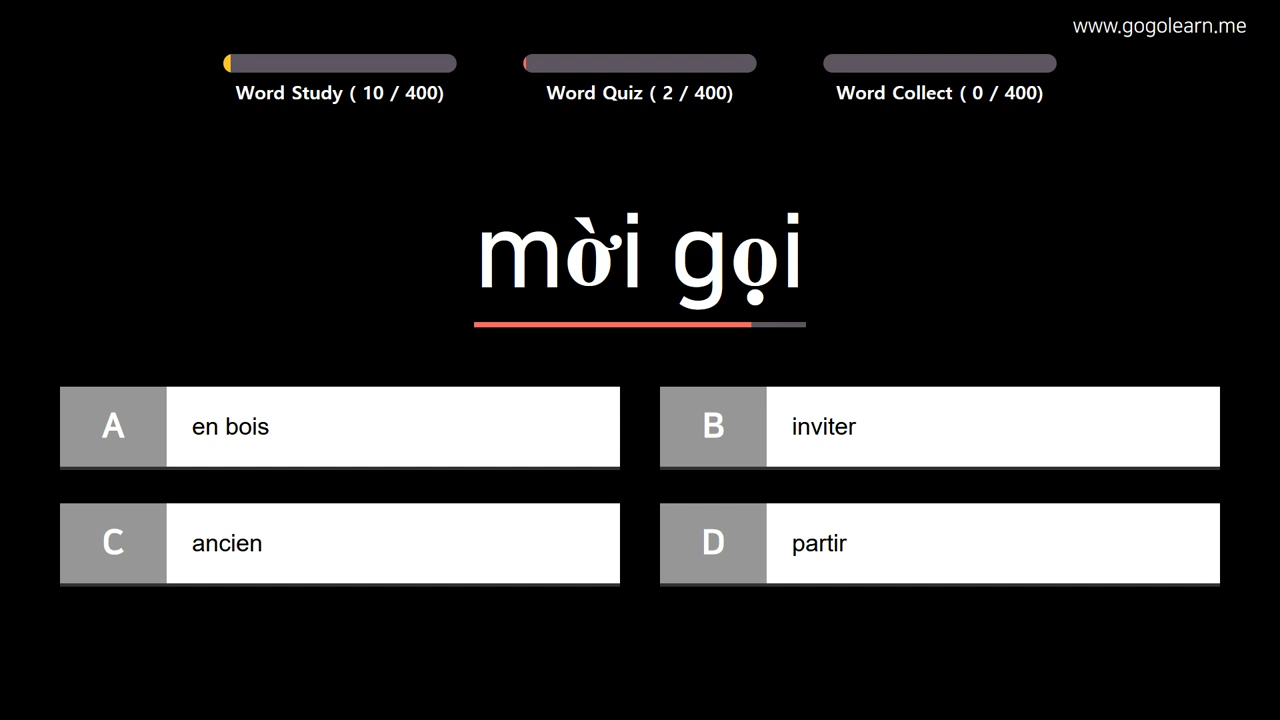 www.gogolearn.me
Word Study ( 10 / 400)
Word Quiz ( 2 / 400)
Word Collect ( 0 / 400)
mời gọi
A
en bois
B
inviter
C
ancien
D
partir